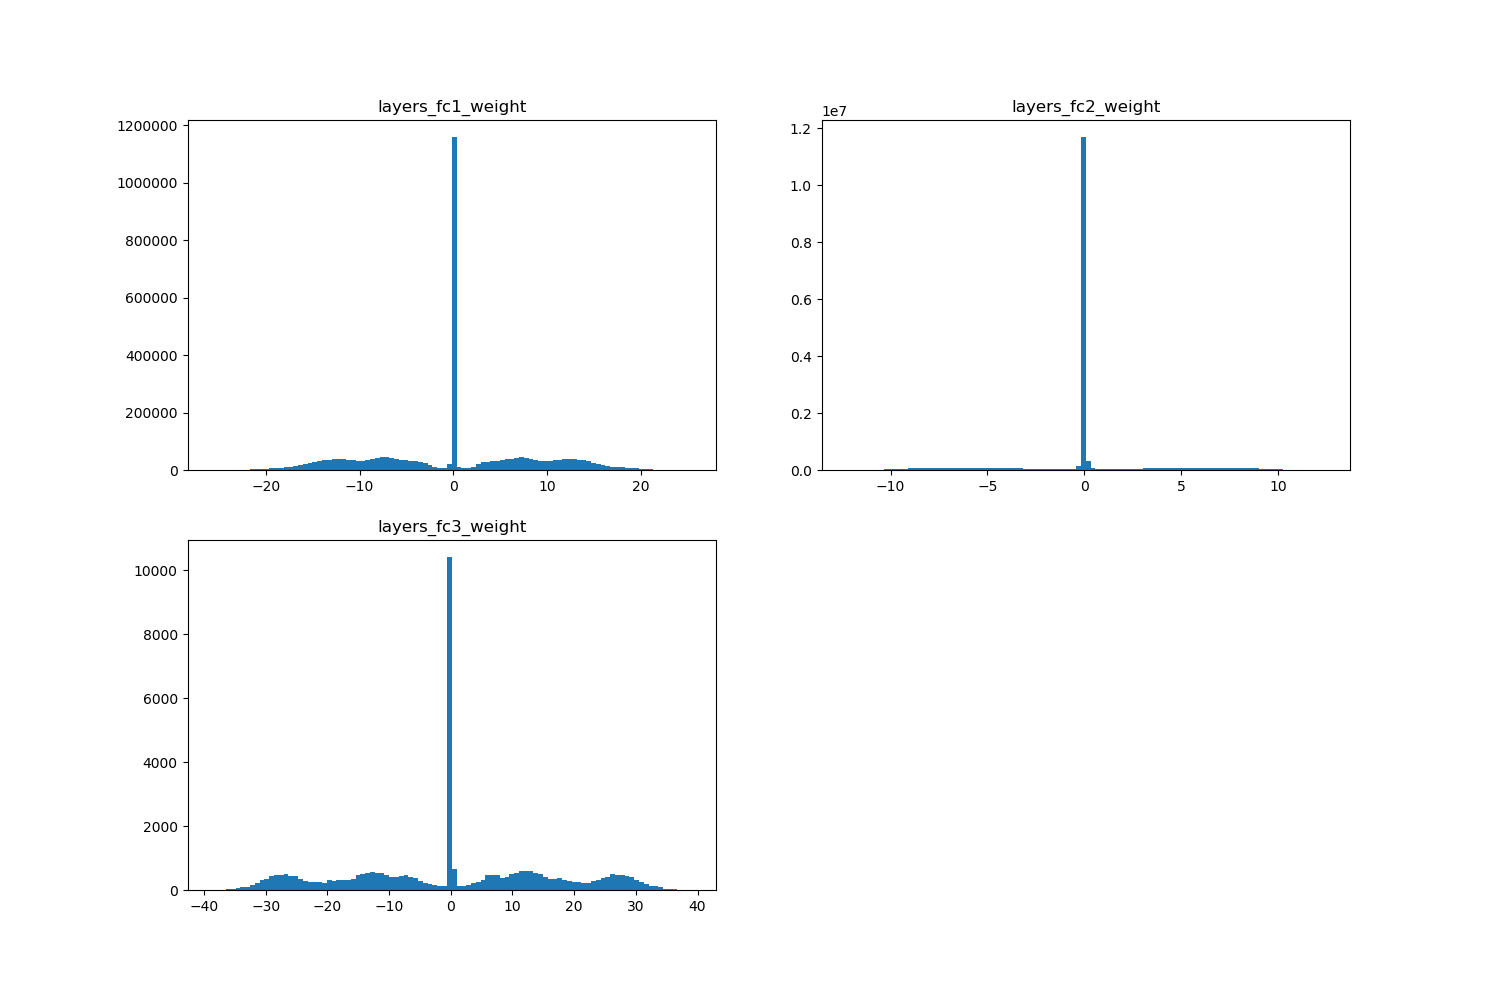 layers_fc1_weight
1200000
1000000
800000
600000
400000
200000
0
−20 −10 0 10 20
layers_fc2_weight
1e7
1.2
1.0
0.8
0.6
0.4
0.2
0.0
−10 −5 0 5 10
layers_fc3_weight
10000
8000
6000
4000
2000
0
−40 −30 −20 −10 0 10 20 30 40